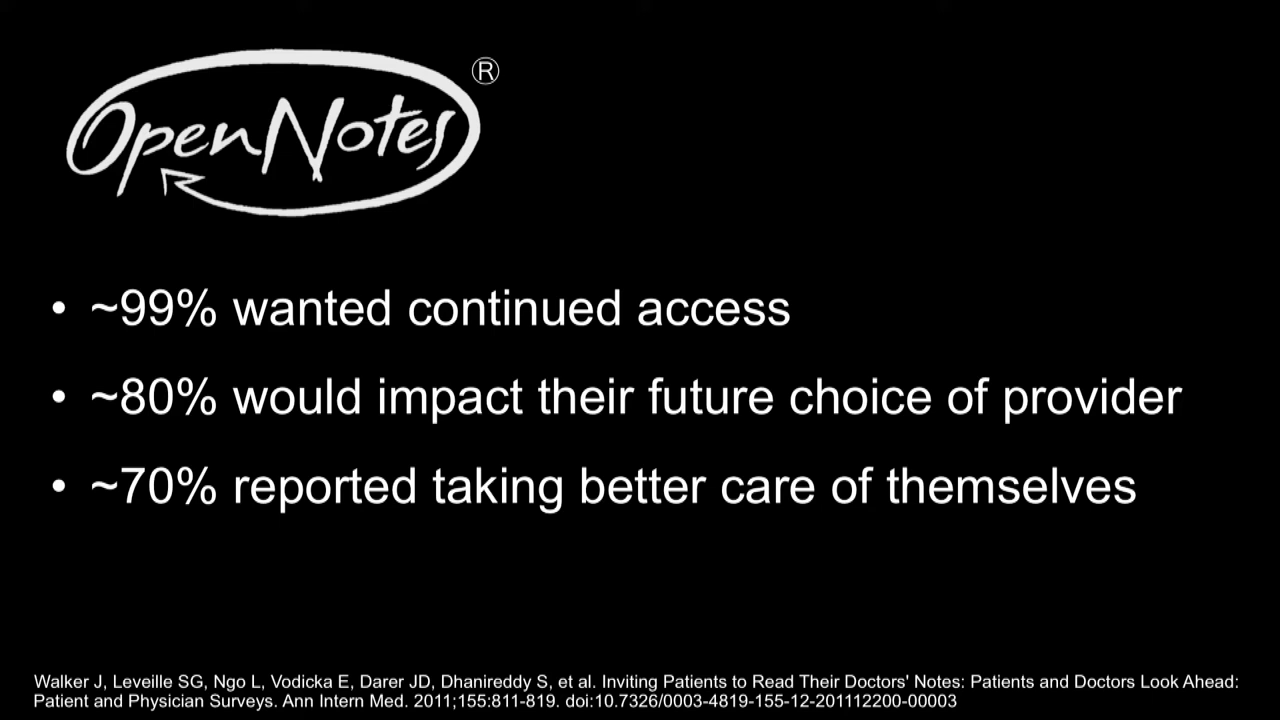 OpenNotes ®
• ~99% wanted continued access
• ~80% would impact their future choice of provider
• ~70% reported taking better care of themselves
Walker J, Leveille SG, Ngo L, Vodicka E, Darer JD, Dhanireddy S, et al. Inviting Patients to Read Their Doctors' Notes: Patients and Doctors Look Ahead:
Patient and Physician Surveys. Ann Intern Med. 2011;155:811-819. doi:10.7326/0003-4819-155-12-201112200-00003